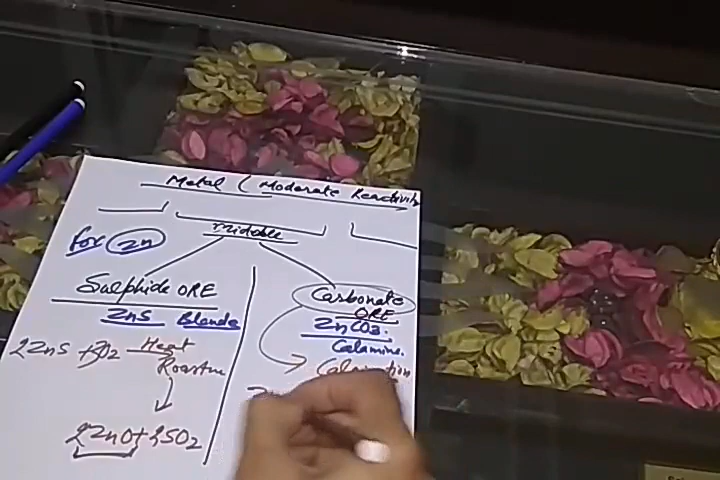 Metal ( Moderate Reactivity
Middle
for Zn
Sulphide ORE
ZnS Blende
2ZnS + 3O2 Heat
Roasting
2ZnO + 2SO2
Carbonate
ORE
ZnCO3.
Calamine.
Calcination